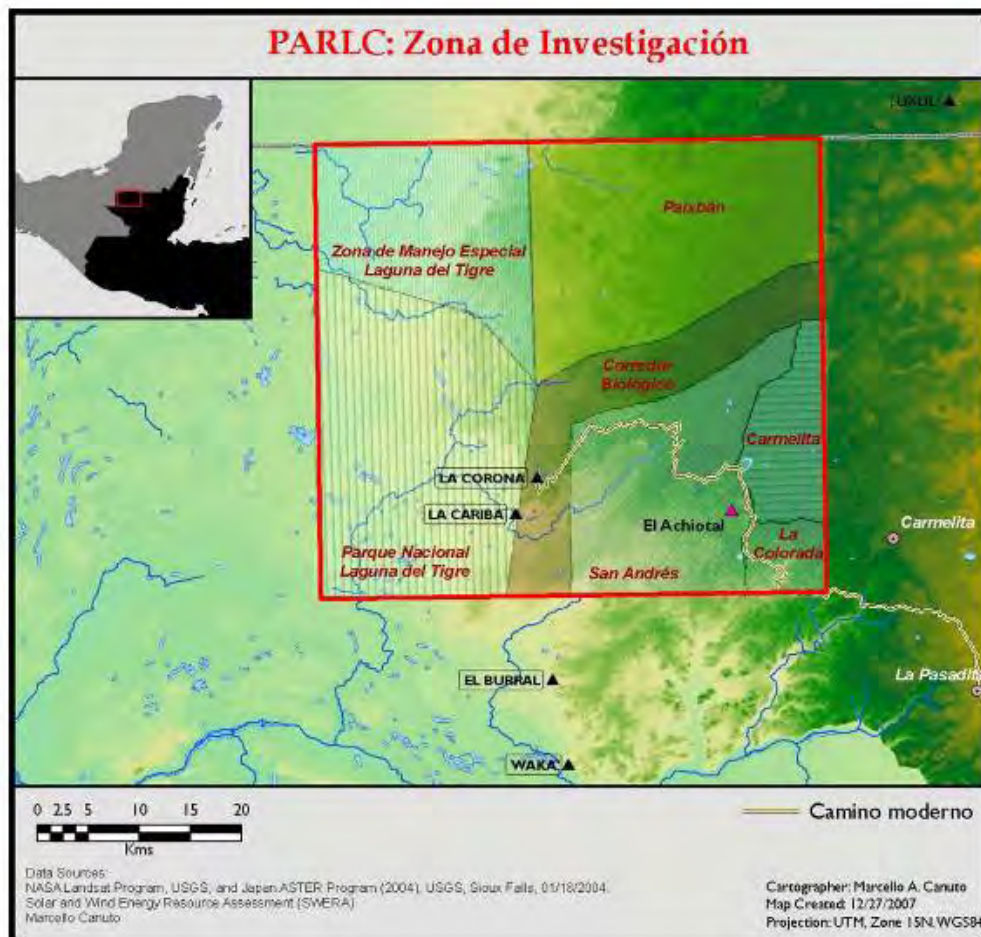 PARLC: Zona de Investigación
UXUL
Paixbán
Zona de Manejo Especial
Laguna del Tigre
Corredor
Biológico
Carmelita
LA CORONA
LA CARIBA
El Achiotal
Carmelita
Parque Nacional
Laguna del Tigre
La
Colorada
San Andrés
EL BURRAL
La Pasadita
WAKA'
0 2.5 5 10 15 20
Kms
Camino moderno
Data Sources:
NASA Landsat Program, USGS, and Japan ASTER Program (2004), USGS, Sioux Falls, 01/18/2004.
Solar and Wind Energy Resource Assessment (SWERA)
Marcello Canuto
Cartographer: Marcello A. Canuto
Map Created: 12/27/2007
Projection: UTM, Zone 15N, WGS84